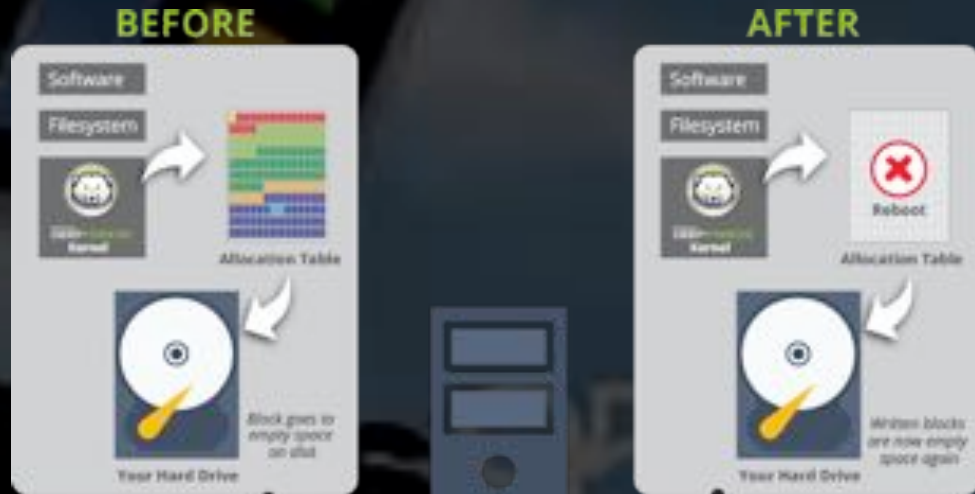 BEFORE
Software
Filesystem
Kernel
Allocation Table
Block goes to
empty space
on disk
Your Hard Drive
AFTER
Software
Filesystem
Kernel
Reboot
Allocation Table
Written blocks
are now empty
space again
Your Hard Drive